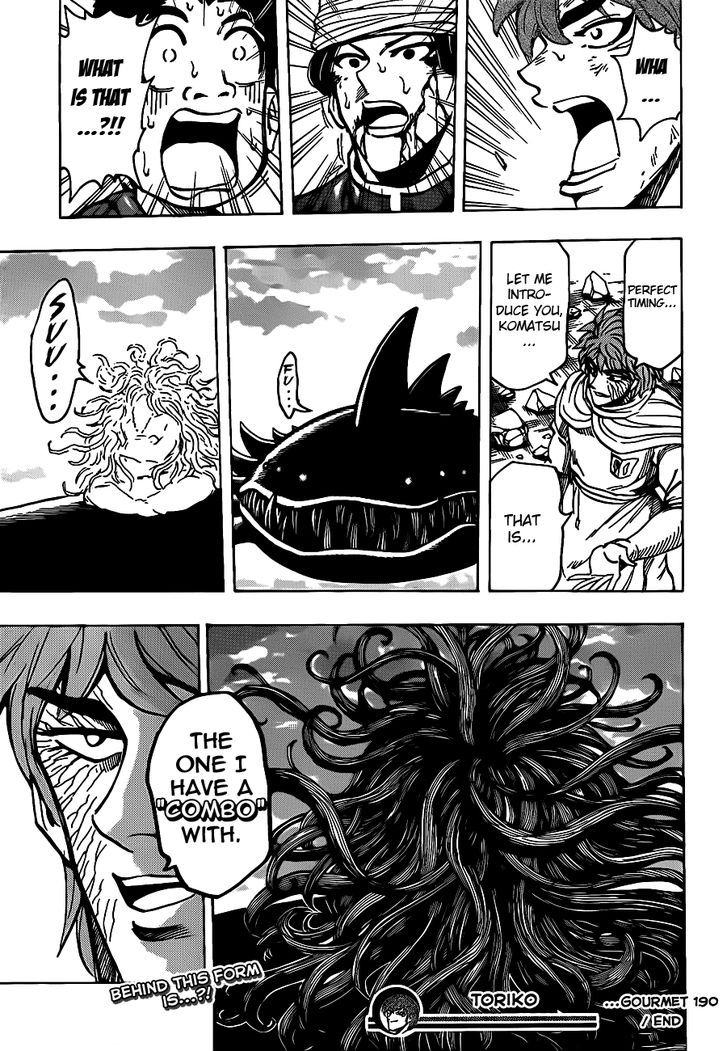 WHA
...
WHAT
IS THAT
...?!!
PERFECT
TIMING...
LET ME
INTRO-
DUCE YOU,
KOMATSU
...
THAT
IS...
FU...
SUU...
THE
ONE I
HAVE A
"COMBO"
WITH.
BEHIND THIS FORM
IS...?!
TORIKO
...GOURMET 190
/ END